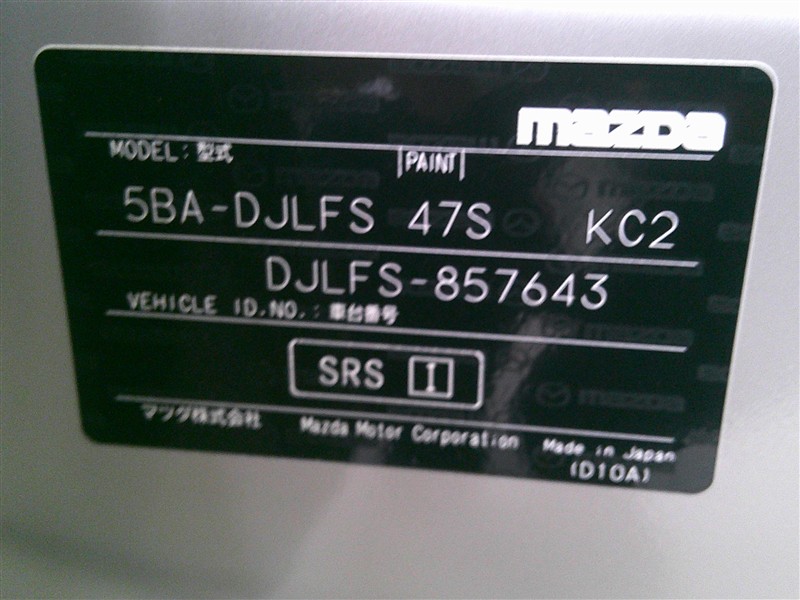 mazda
MODEL: 型式 PAINT
5BA-DJLFS 47S KC2
DJLFS-857643
VEHICLE ID.NO.: 車台番号
SRS I
マツダ株式会社 Mazda Motor Corporation Made in Japan
(D10A)